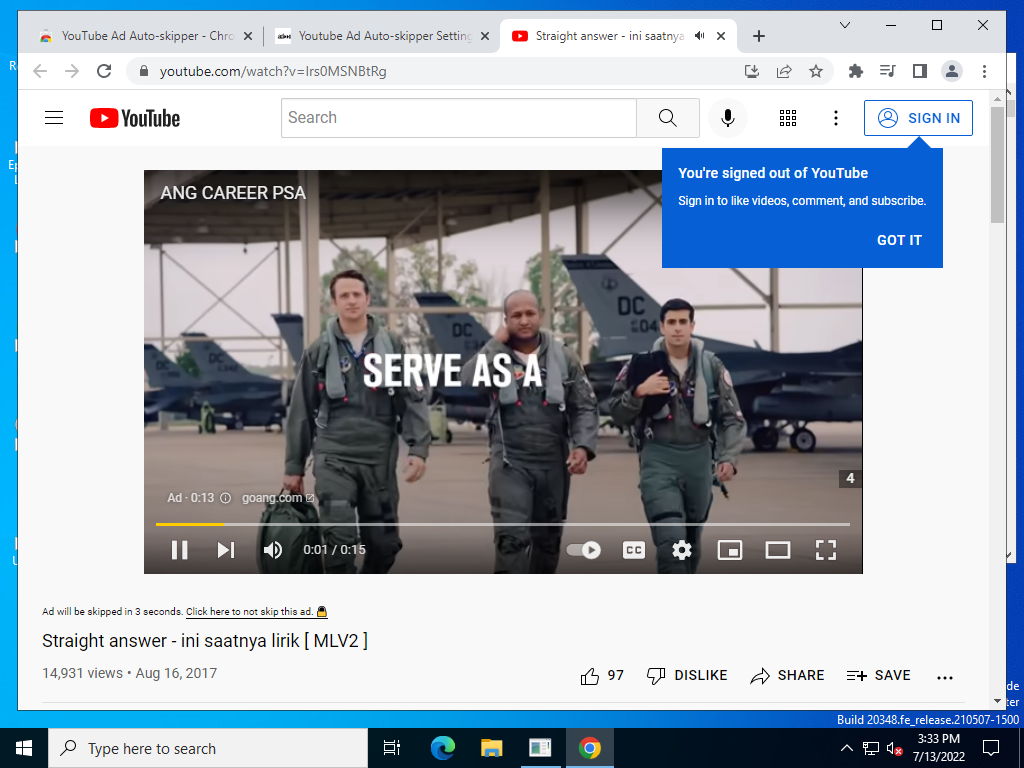 YouTube Ad Auto-skipper - Chro
Youtube Ad Auto-skipper Setting
Straight answer - ini saatnya
youtube.com/watch?v=Irs0MSNBtRg
YouTube
Search
SIGN IN
You're signed out of YouTube
Sign in to like videos, comment, and subscribe.
GOT IT
ANG CAREER PSA
DC
DC
DC
SERVE AS A
4
Ad · 0:13
goang.com
0:01 / 0:15
CC
Ad will be skipped in 3 seconds. Click here to not skip this ad.
Straight answer - ini saatnya lirik [ MLV2 ]
14,931 views • Aug 16, 2017
97
DISLIKE
SHARE
SAVE
Build 20348.fe_release.210507-1500
Type here to search
3:33 PM
7/13/2022